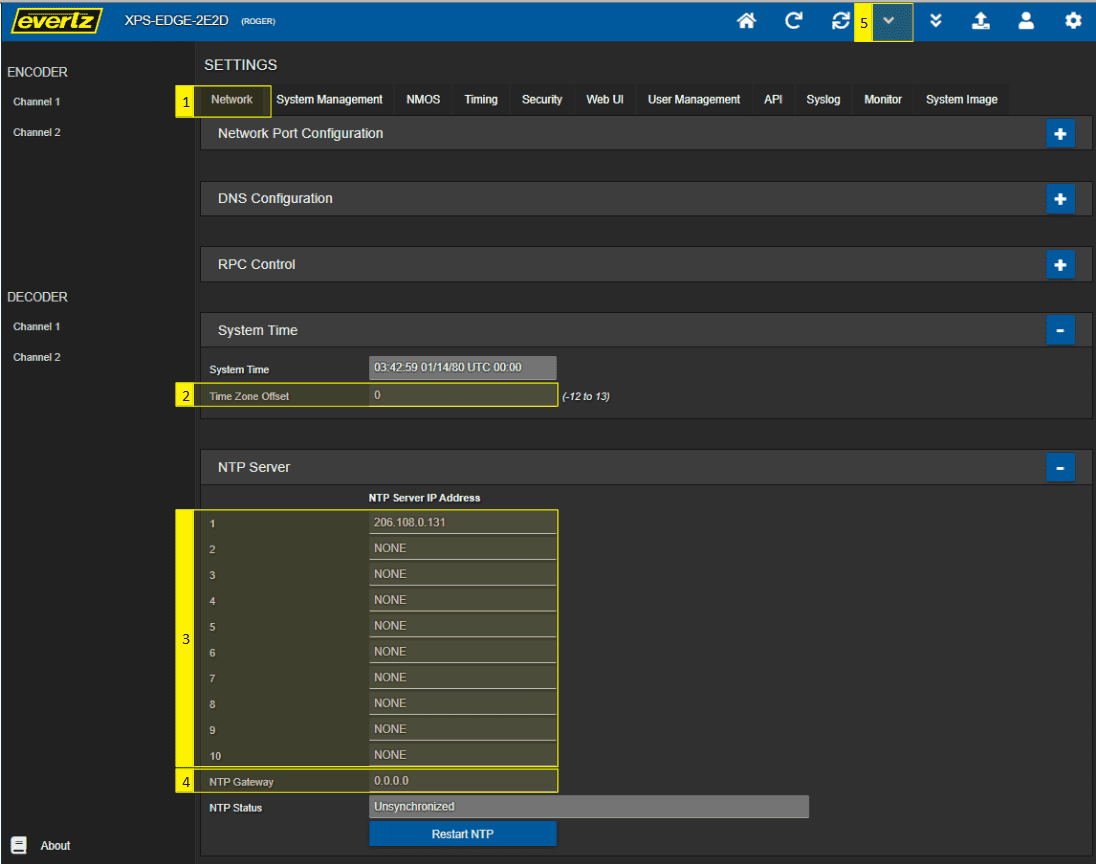 evertz XPS-EDGE-2E2D (ROGER) 5
ENCODER
Channel 1
Channel 2
DECODER
Channel 1
Channel 2
About
SETTINGS
1 Network System Management NMOS Timing Security Web UI User Management API Syslog Monitor System Image
Network Port Configuration +
DNS Configuration +
RPC Control +
System Time -
System Time 03:42:59 01/14/80 UTC 00:00
2 Time Zone Offset 0 (-12 to 13)
NTP Server -
NTP Server IP Address
3
1 206.108.0.131
2 NONE
3 NONE
4 NONE
5 NONE
6 NONE
7 NONE
8 NONE
9 NONE
10 NONE
4 NTP Gateway 0.0.0.0
NTP Status Unsynchronized
Restart NTP